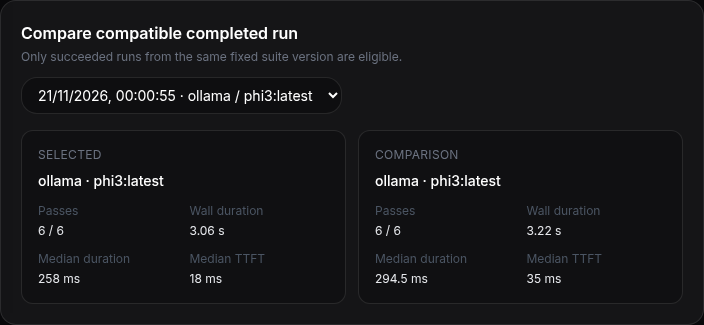 Compare compatible completed run
Only succeeded runs from the same fixed suite version are eligible.
21/11/2026, 00:00:55 · ollama / phi3:latest
SELECTED
ollama · phi3:latest
Passes
6 / 6
Wall duration
3.06 s
Median duration
258 ms
Median TTFT
18 ms
COMPARISON
ollama · phi3:latest
Passes
6 / 6
Wall duration
3.22 s
Median duration
294.5 ms
Median TTFT
35 ms